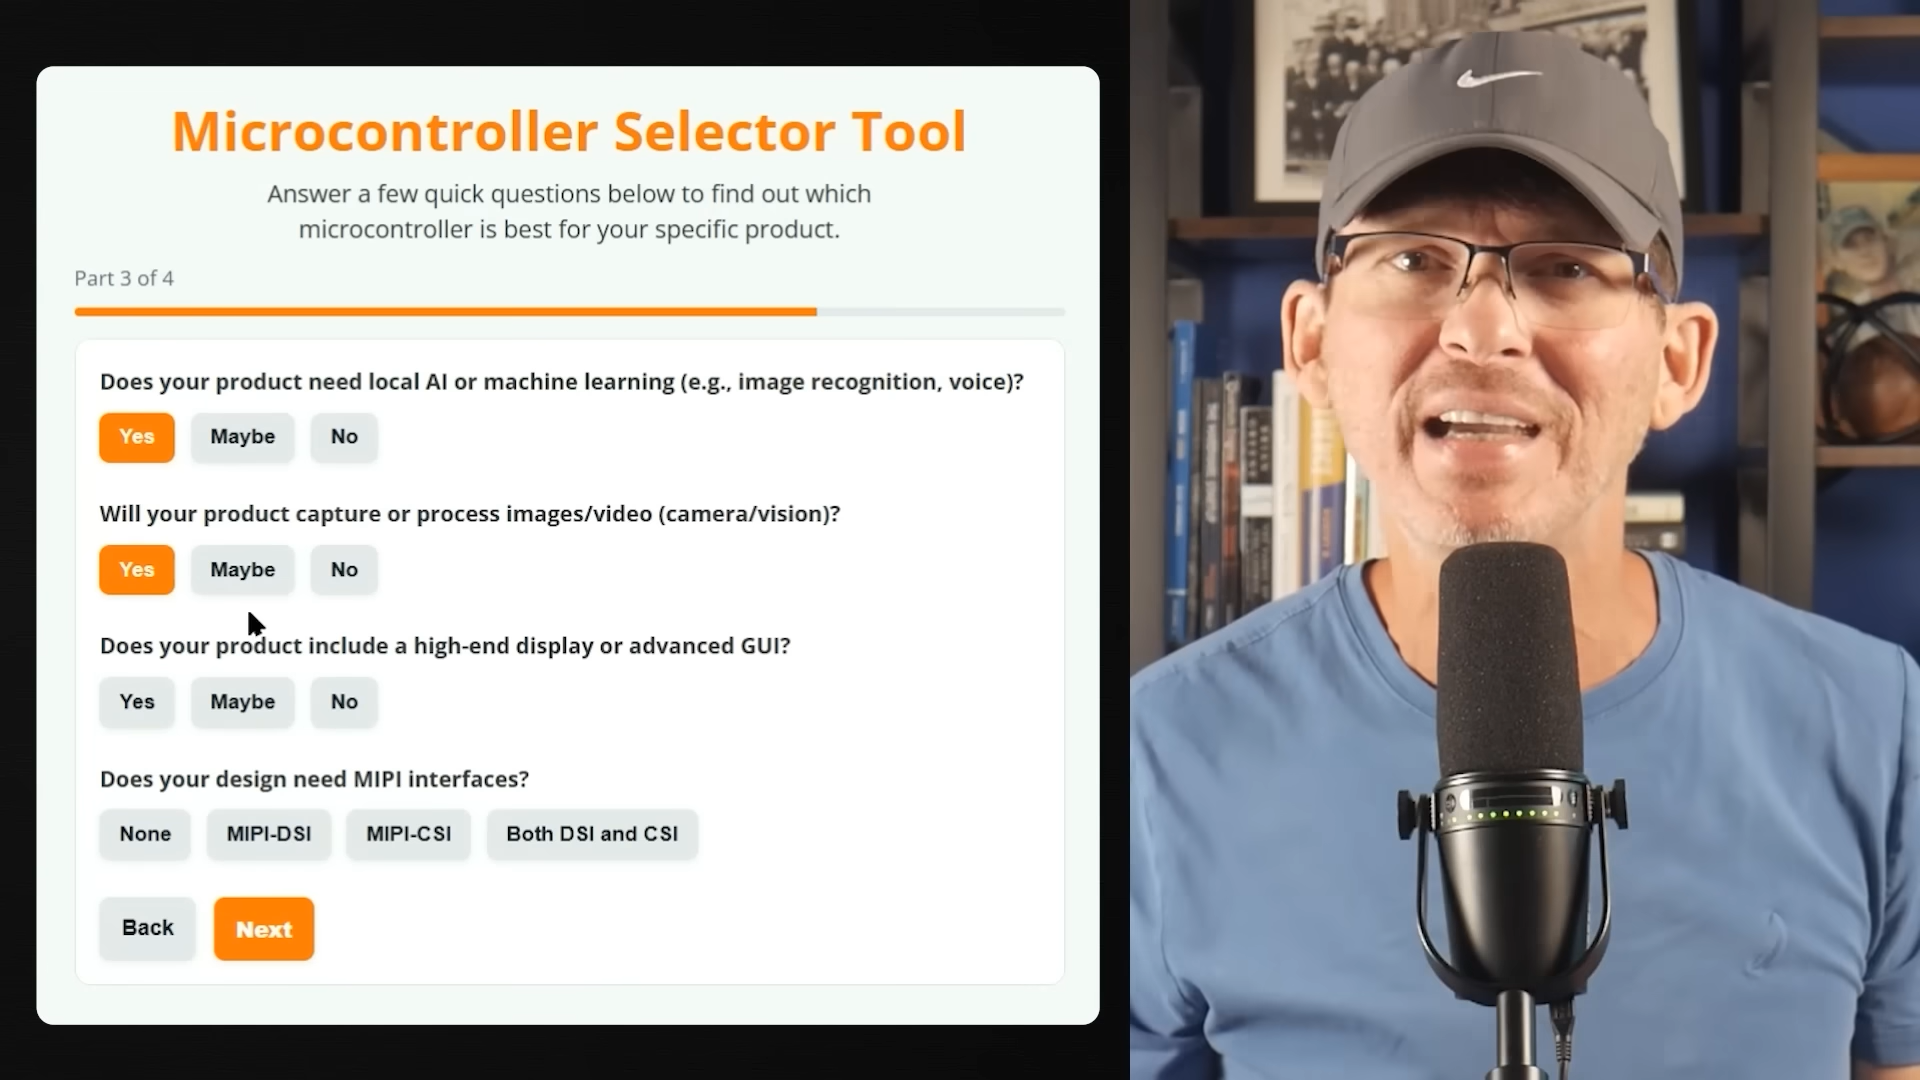 Microcontroller Selector Tool
Answer a few quick questions below to find out which
microcontroller is best for your specific product.
Part 3 of 4
Does your product need local AI or machine learning (e.g., image recognition, voice)?
Yes Maybe No
Will your product capture or process images/video (camera/vision)?
Yes Maybe No
Does your product include a high-end display or advanced GUI?
Yes Maybe No
Does your design need MIPI interfaces?
None MIPI-DSI MIPI-CSI Both DSI and CSI
Back Next